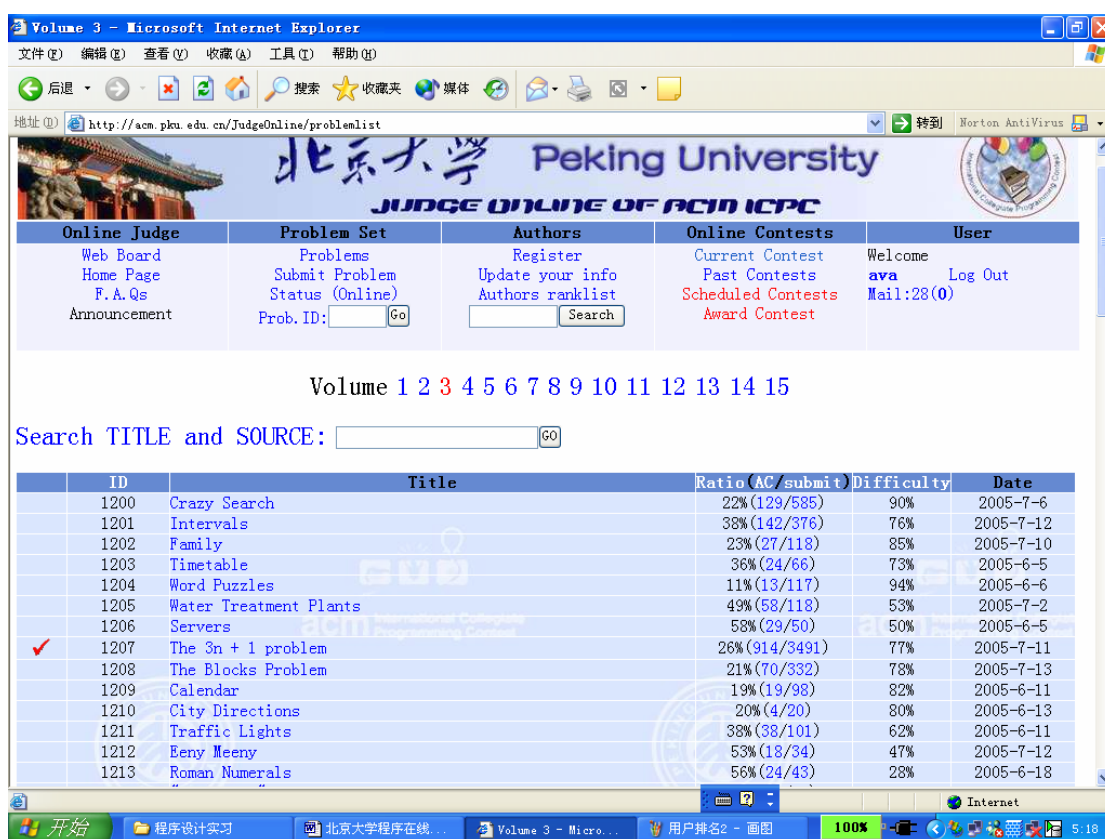 Volume 3 - Microsoft Internet Explorer
文件(F) 编辑(E) 查看(V) 收藏(A) 工具(T) 帮助(H)
后退 搜索 收藏夹 媒体
地址(D) http://acm.pku.edu.cn/JudgeOnline/problemlist 转到 Norton AntiVirus
北京大学 Peking University
JUDGE ONLINE OF ACM ICPC
Online Judge Problem Set Authors Online Contests User
Web Board Problems Register Current Contest Welcome
Home Page Submit Problem Update your info Past Contests ava Log Out
F.A.Qs Status (Online) Authors ranklist Scheduled Contests Mail:28(0)
Announcement Prob.ID: Go Search Award Contest
Volume 1 2 3 4 5 6 7 8 9 10 11 12 13 14 15
Search TITLE and SOURCE: GO
ID Title Ratio(AC/submit) Difficulty Date
1200 Crazy Search 22%(129/585) 90% 2005-7-6
1201 Intervals 38%(142/376) 76% 2005-7-12
1202 Family 23%(27/118) 85% 2005-7-10
1203 Timetable 36%(24/66) 73% 2005-6-5
1204 Word Puzzles 11%(13/117) 94% 2005-6-6
1205 Water Treatment Plants 49%(58/118) 53% 2005-7-2
1206 Servers 58%(29/50) 50% 2005-6-5
1207 The 3n + 1 problem 26%(914/3491) 77% 2005-7-11
1208 The Blocks Problem 21%(70/332) 78% 2005-7-13
1209 Calendar 19%(19/98) 82% 2005-6-11
1210 City Directions 20%(4/20) 80% 2005-6-13
1211 Traffic Lights 38%(38/101) 62% 2005-6-11
1212 Eeny Meeny 53%(18/34) 47% 2005-7-12
1213 Roman Numerals 56%(24/43) 28% 2005-6-18
Internet
开始 程序设计实习 北京大学程序在线... Volume 3 - Micro... 用户排名2 - 画图 100% 5:18